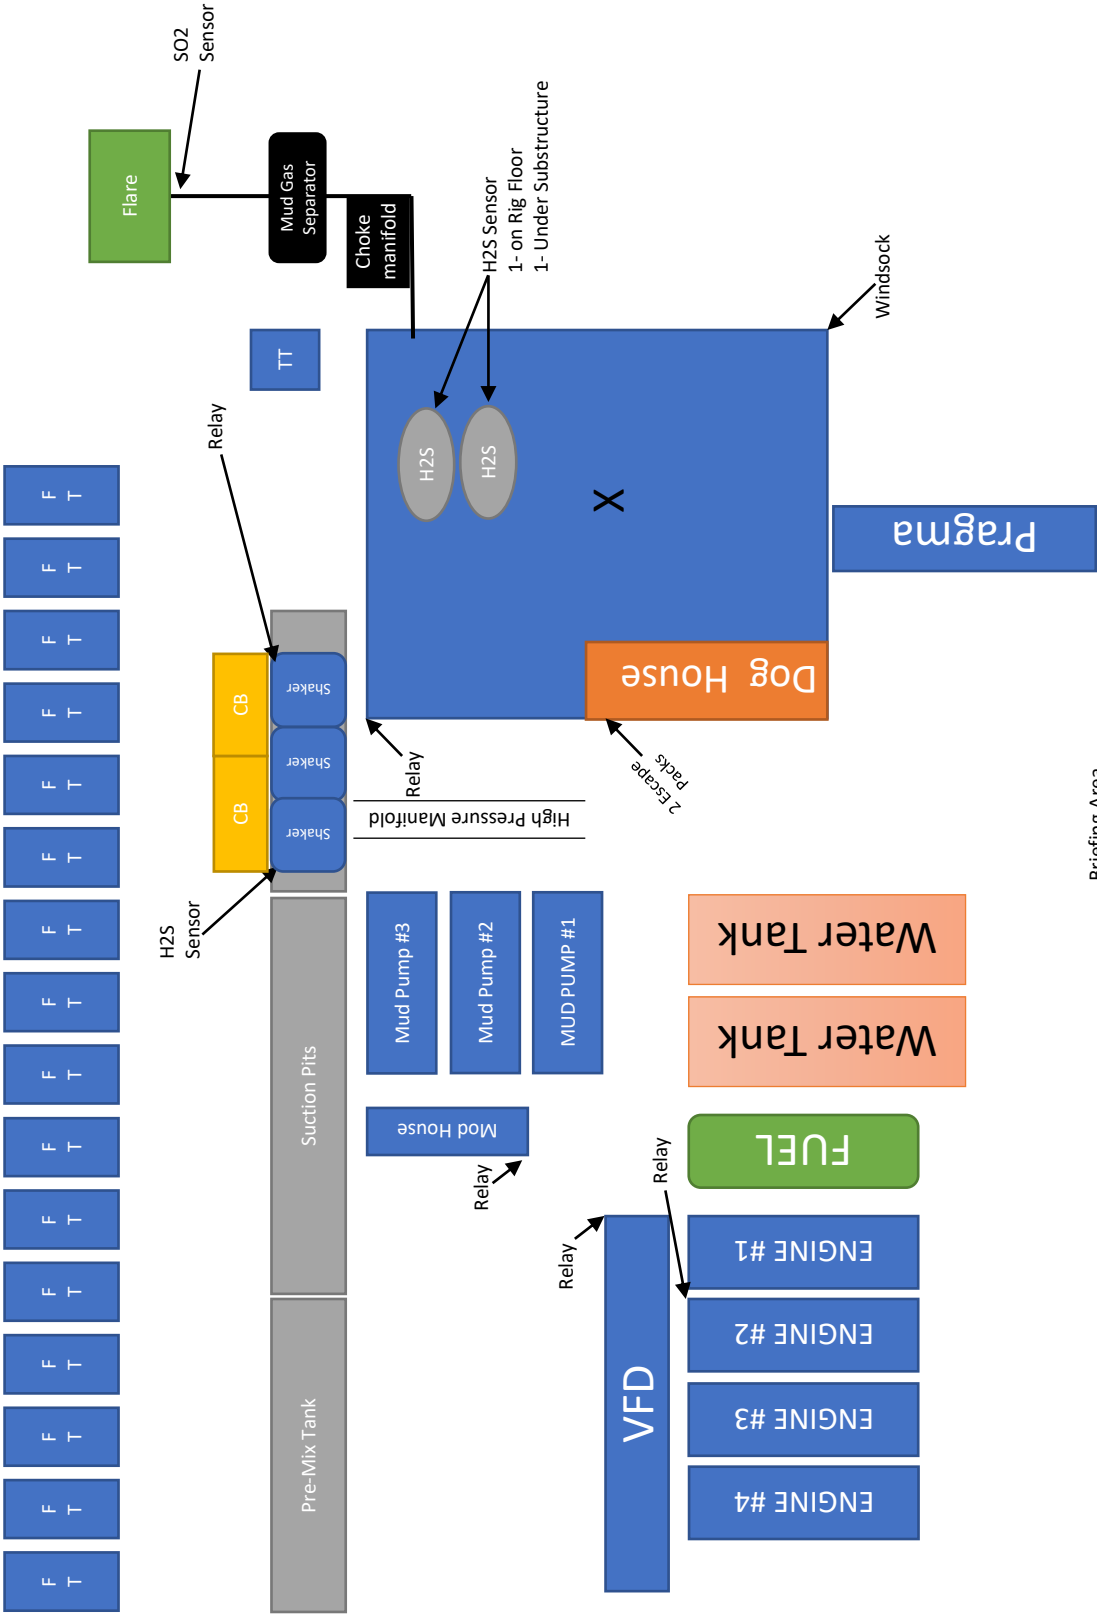 F
T
F
T
F
T
F
T
F
T
F
T
F
T
F
T
F
T
F
T
F
T
F
T
F
T
F
T
F
T
F
T
Flare
SO2
Sensor
H2S
Sensor
CB
CB
Relay
TT
Mud Gas
Separator
Pre-Mix Tank
Suction Pits
Shaker
Shaker
Shaker
Choke
manifold
Mod House
Mud Pump #3
Mud Pump #2
MUD PUMP #1
High Pressure Manifold
Relay
H2S
H2S
H2S Sensor
1- on Rig Floor
1- Under Substructure
Relay
Relay
VFD
Relay
X
2 Escape
Packs
Dog House
ENGINE #4
ENGINE #3
ENGINE #2
ENGINE #1
FUEL
Water Tank
Water Tank
Windsock
Pragma
Briefing Area